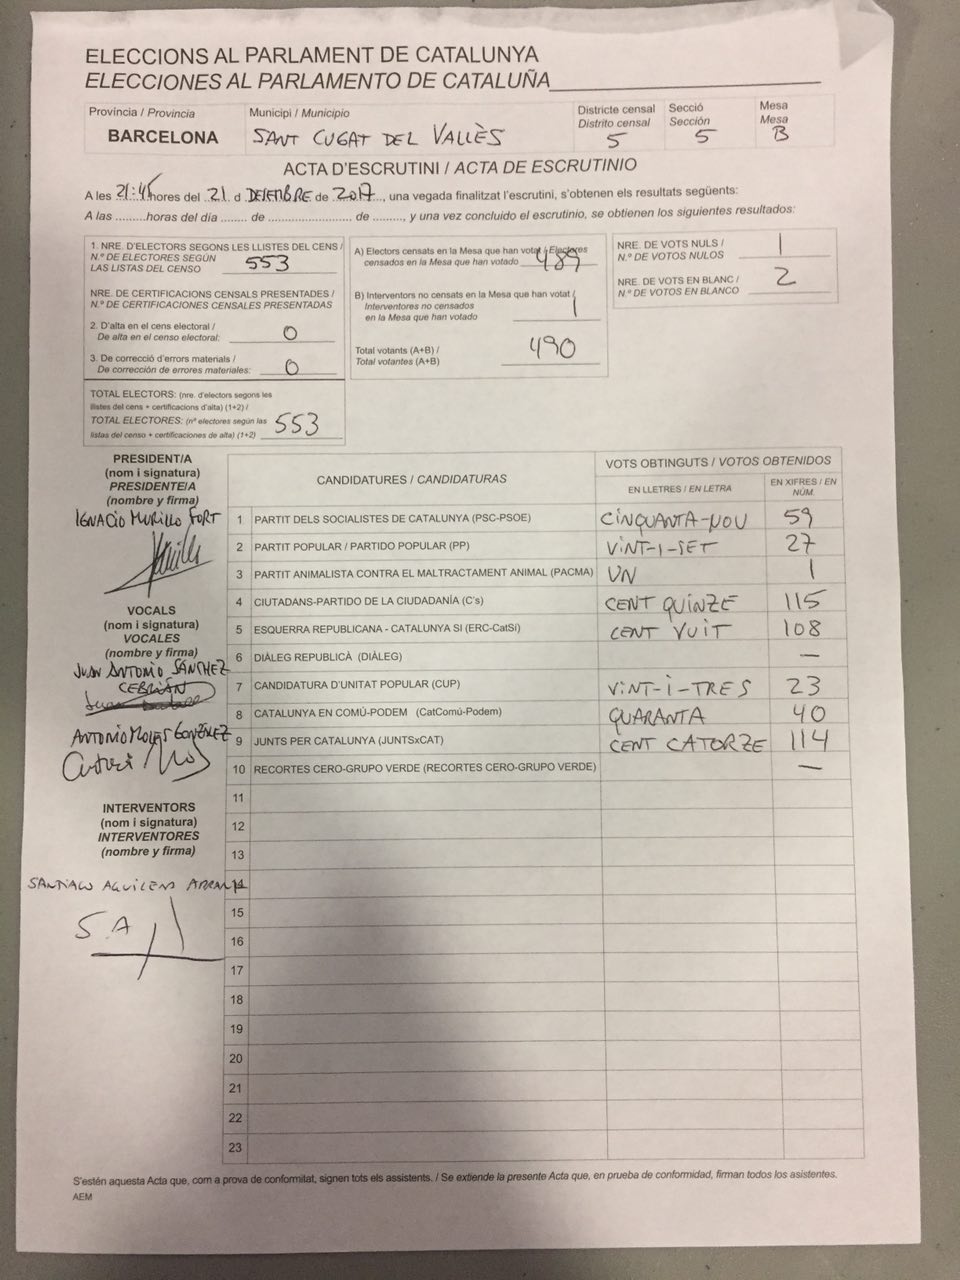 ELECCIONS AL PARLAMENT DE CATALUNYA
ELECCIONES AL PARLAMENTO DE CATALUÑA
Província / Provincia
BARCELONA
Municipi / Municipio
SANT CUGAT DEL VALLÈS
Districte censal
Distrito censal
5
Secció
Sección
5
Mesa
Mesa
B
ACTA D'ESCRUTINI / ACTA DE ESCRUTINIO
A les 21:45 hores del 21 d DESEMBRE de 2017, una vegada finalitzat l'escrutini, s'obtenen els resultats següents:
A las .........horas del día ........ de ......................... de ........., y una vez concluido el escrutinio, se obtienen los siguientes resultados:
1. NRE. D'ELECTORS SEGONS LES LLISTES DEL CENS /
N.º DE ELECTORES SEGÚN
LAS LISTAS DEL CENSO 553
NRE. DE CERTIFICACIONS CENSALS PRESENTADES /
N.º DE CERTIFICACIONES CENSALES PRESENTADAS
2. D'alta en el cens electoral /
De alta en el censo electoral: 0
3. De correcció d'errors materials /
De corrección de errores materiales: 0
TOTAL ELECTORS: (nre. d'electors segons les
llistes del cens + certificacions d'alta) (1+2) /
TOTAL ELECTORES: (nº electores según las
listas del censo + certificaciones de alta) (1+2) 553
A) Electors censats en la Mesa que han votat / Electores
censados en la Mesa que han votado 489
B) Interventors no censats en la Mesa que han votat /
Interventores no censados
en la Mesa que han votado 1
Total votants (A+B) /
Total votantes (A+B) 490
NRE. DE VOTS NULS /
N.º DE VOTOS NULOS 1
NRE. DE VOTS EN BLANC /
N.º DE VOTOS EN BLANCO 2
PRESIDENT/A
(nom i signatura)
PRESIDENTE/A
(nombre y firma)
IGNACIO MURILLO FORT
VOCALS
(nom i signatura)
VOCALES
(nombre y firma)
JUAN ANTONIO SÁNCHEZ
CEBRIÁN
ANTONIO MOLAS GONZÁLEZ
INTERVENTORS
(nom i signatura)
INTERVENTORES
(nombre y firma)
SANTIAGO
S.A
CANDIDATURES / CANDIDATURAS
VOTS OBTINGUTS / VOTOS OBTENIDOS
EN LLETRES / EN LETRA
EN XIFRES / EN
NÚM.
1 PARTIT DELS SOCIALISTES DE CATALUNYA (PSC-PSOE) CINQUANTA-NOU 59
2 PARTIT POPULAR / PARTIDO POPULAR (PP) VINT-I-SET 27
3 PARTIT ANIMALISTA CONTRA EL MALTRACTAMENT ANIMAL (PACMA) UN 1
4 CIUTADANS-PARTIDO DE LA CIUDADANÍA (C's) CENT QUINZE 115
5 ESQUERRA REPUBLICANA - CATALUNYA SI (ERC-CatSí) CENT VUIT 108
6 DIÀLEG REPUBLICÀ (DIÀLEG) —
7 CANDIDATURA D'UNITAT POPULAR (CUP) VINT-I-TRES 23
8 CATALUNYA EN COMÚ-PODEM (CatComú-Podem) QUARANTA 40
9 JUNTS PER CATALUNYA (JUNTSxCAT) CENT CATORZE 114
10 RECORTES CERO-GRUPO VERDE (RECORTES CERO-GRUPO VERDE) —
11
12
13
14
15
16
17
18
19
20
21
22
23
S'estén aquesta Acta que, com a prova de conformitat, signen tots els assistents. / Se extiende la presente Acta que, en prueba de conformidad, firman todos los asistentes.
AEM